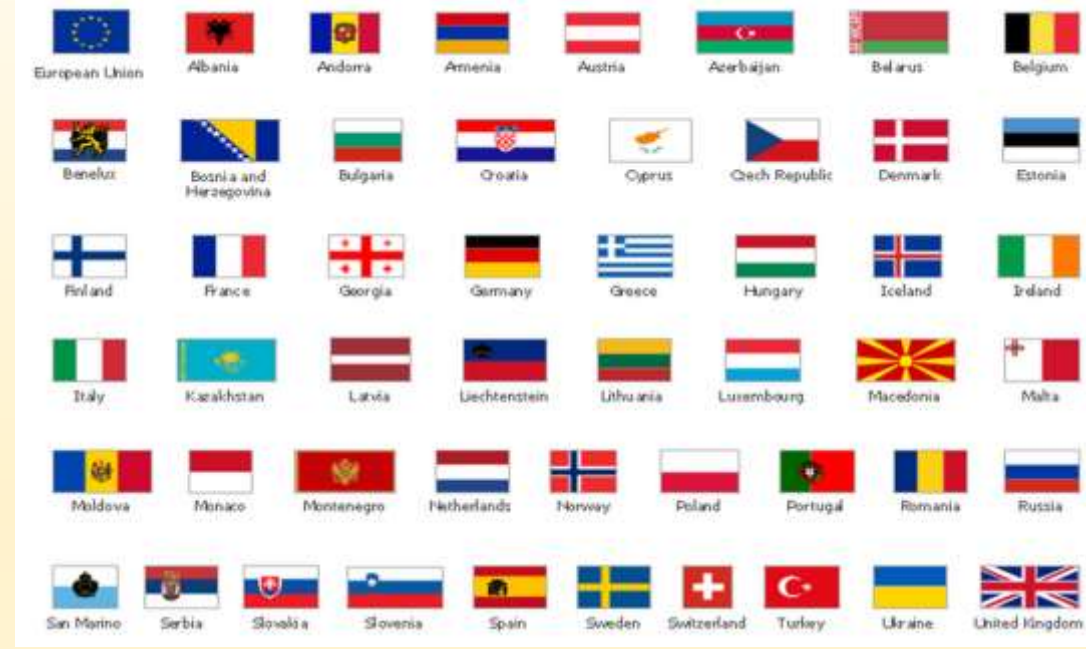 European Union Albania Andorra Armenia Austria Azerbaijan Belarus Belgium
Benelux Bosnia and Herzegovina Bulgaria Croatia Cyprus Czech Republic Denmark Estonia
Finland France Georgia Germany Greece Hungary Iceland Ireland
Italy Kazakhstan Latvia Liechtenstein Lithuania Luxembourg Macedonia Malta
Moldova Monaco Montenegro Netherlands Norway Poland Portugal Romania Russia
San Marino Serbia Slovakia Slovenia Spain Sweden Switzerland Turkey Ukraine United Kingdom